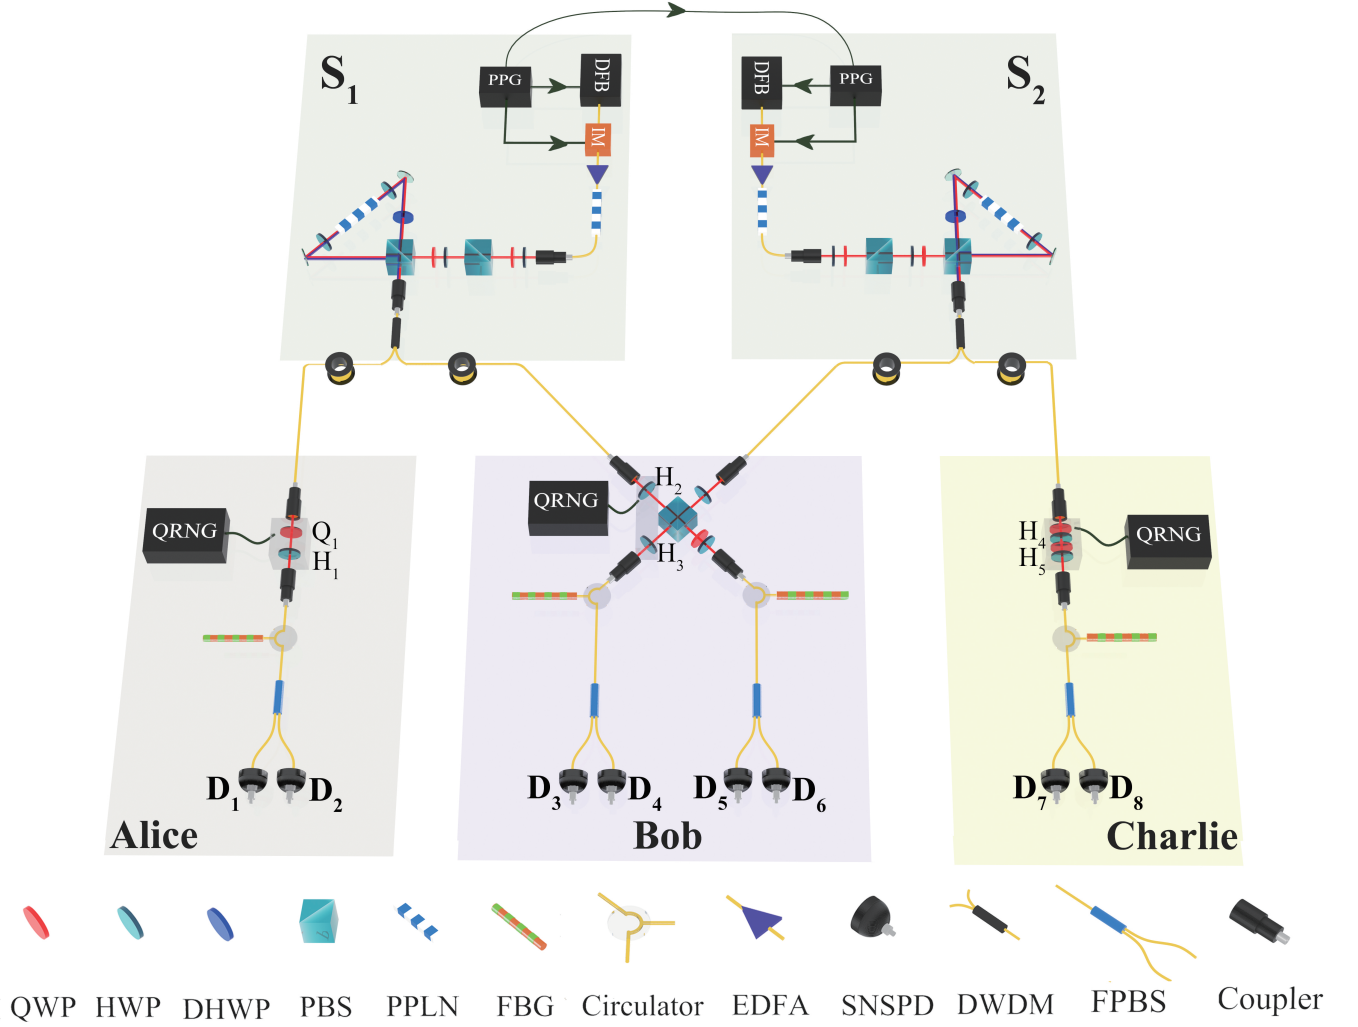 S1
PPG
DFB
IM
S2
DFB
PPG
IM
QRNG
Q1
H1
QRNG
H2
H3
H4
H5
QRNG
D1
D2
D3
D4
D5
D6
D7
D8
Alice
Bob
Charlie
QWP
HWP
DHWP
PBS
PPLN
FBG
Circulator
EDFA
SNSPD
DWDM
FPBS
Coupler